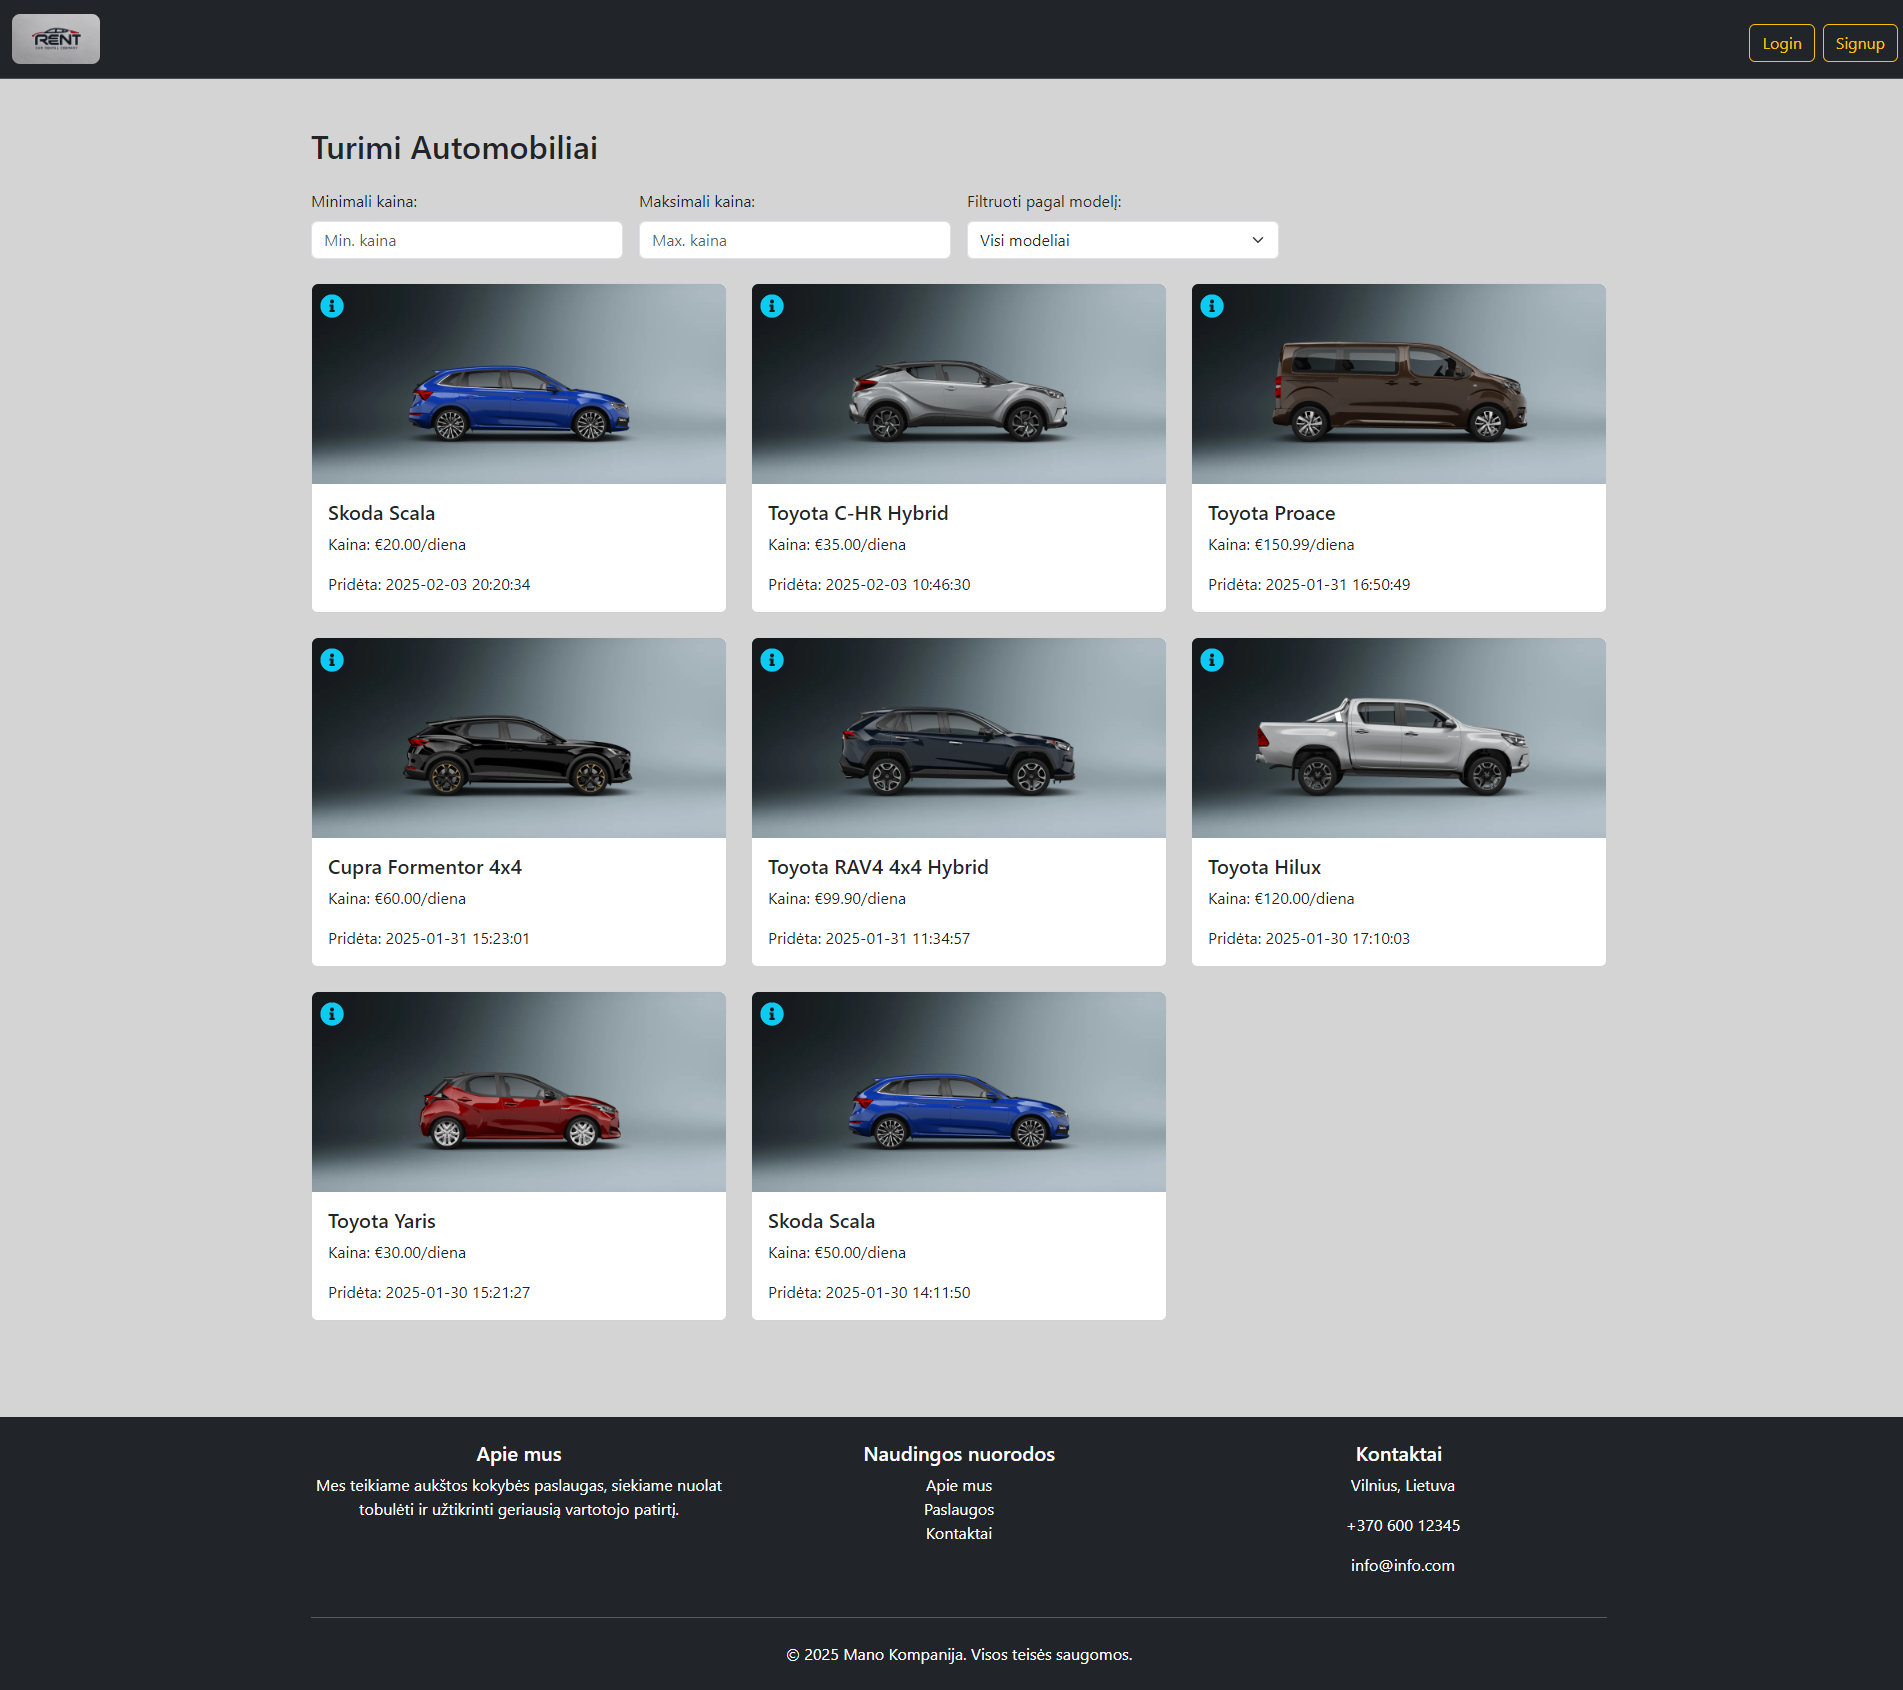 RENT
Login
Signup
Turimi Automobiliai
Minimali kaina:
Maksimali kaina:
Filtruoti pagal modelį:
Min. kaina
Max. kaina
Visi modeliai
Skoda Scala
Kaina: €20.00/diena
Pridėta: 2025-02-03 20:20:34
Toyota C-HR Hybrid
Kaina: €35.00/diena
Pridėta: 2025-02-03 10:46:30
Toyota Proace
Kaina: €150.99/diena
Pridėta: 2025-01-31 16:50:49
Cupra Formentor 4x4
Kaina: €60.00/diena
Pridėta: 2025-01-31 15:23:01
Toyota RAV4 4x4 Hybrid
Kaina: €99.90/diena
Pridėta: 2025-01-31 11:34:57
Toyota Hilux
Kaina: €120.00/diena
Pridėta: 2025-01-30 17:10:03
Toyota Yaris
Kaina: €30.00/diena
Pridėta: 2025-01-30 15:21:27
Skoda Scala
Kaina: €50.00/diena
Pridėta: 2025-01-30 14:11:50
Apie mus
Mes teikiame aukštos kokybės paslaugas, siekiame nuolat
tobulėti ir užtikrinti geriausią vartotojo patirtį.
Naudingos nuorodos
Apie mus
Paslaugos
Kontaktai
Kontaktai
Vilnius, Lietuva
+370 600 12345
info@info.com
© 2025 Mano Kompanija. Visos teisės saugomos.